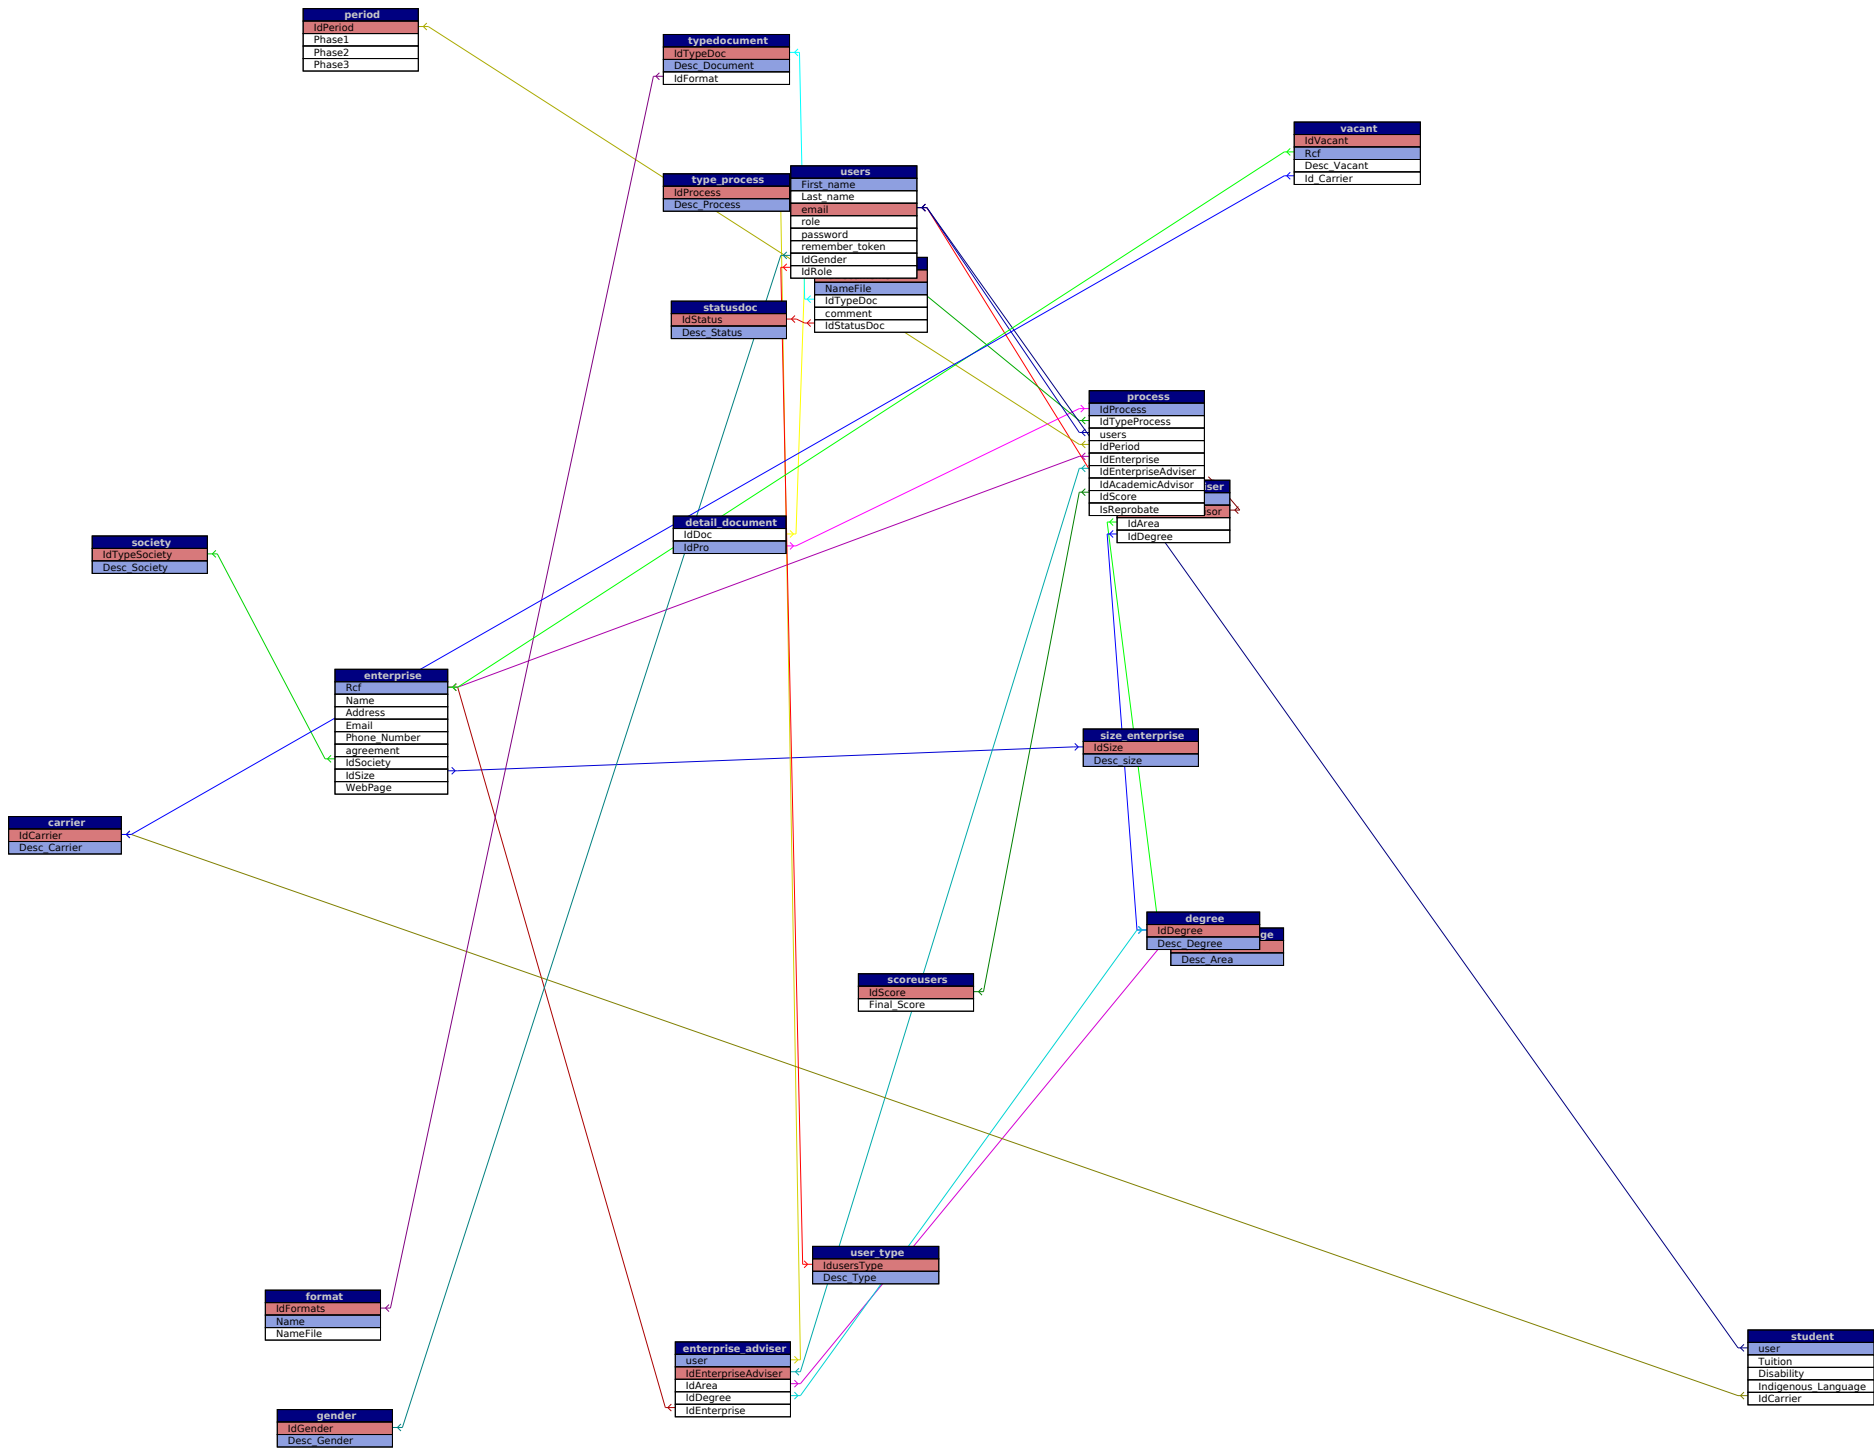 period
IdPeriod
Phase1
Phase2
Phase3
typedocument
IdTypeDoc
Desc_Document
IdFormat
vacant
IdVacant
Rcf
Desc_Vacant
Id_Carrier
type_process
IdProcess
Desc_Process
users
First_name
Last_name
email
role
password
remember_token
IdGender
IdRole
NameFile
IdTypeDoc
comment
IdStatusDoc
statusdoc
IdStatus
Desc_Status
process
IdProcess
IdTypeProcess
users
IdPeriod
IdEnterprise
IdEnterpriseAdviser
IdAcademicAdvisor
IdScore
IsReprobate
iser
isor
IdArea
IdDegree
detail_document
IdDoc
IdPro
society
IdTypeSociety
Desc_Society
enterprise
Rcf
Name
Address
Email
Phone_Number
agreement
IdSociety
IdSize
WebPage
size_enterprise
IdSize
Desc_size
carrier
IdCarrier
Desc_Carrier
degree
IdDegree
Desc_Degree
ge
Desc_Area
scoreusers
IdScore
Final_Score
user_type
IdusersType
Desc_Type
format
IdFormats
Name
NameFile
enterprise_adviser
user
IdEnterpriseAdviser
IdArea
IdDegree
IdEnterprise
student
user
Tuition
Disability
Indigenous_Language
IdCarrier
gender
IdGender
Desc_Gender